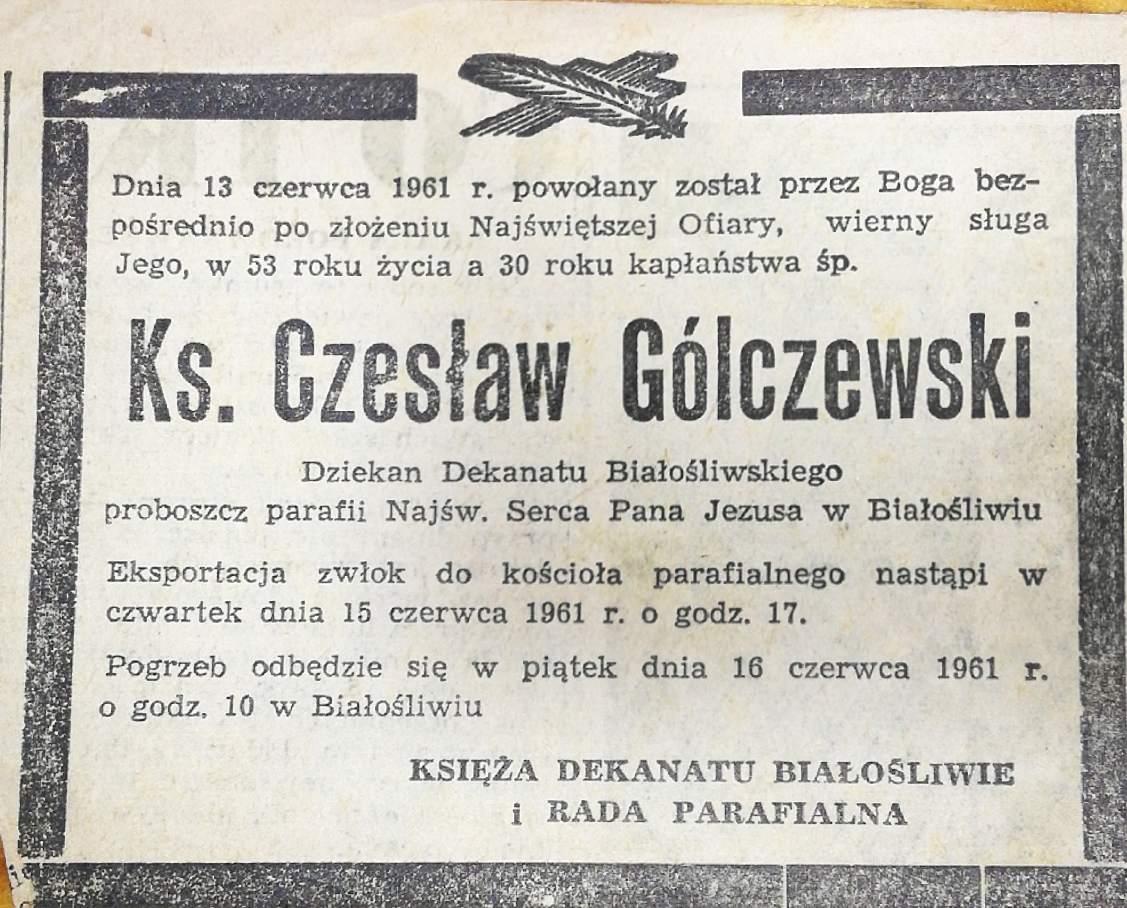 Dnia 13 czerwca 1961 r. powołany został przez Boga bez-
pośrednio po złożeniu Najświętszej Ofiary, wierny sługa
Jego, w 53 roku życia a 30 roku kapłaństwa śp.
Ks. Czesław Gólczewski
Dziekan Dekanatu Białośliwskiego
proboszcz parafii Najśw. Serca Pana Jezusa w Białośliwiu
Eksportacja zwłok do kościoła parafialnego nastąpi w
czwartek dnia 15 czerwca 1961 r. o godz. 17.
Pogrzeb odbędzie się w piątek dnia 16 czerwca 1961 r.
o godz. 10 w Białośliwiu
KSIĘŻA DEKANATU BIAŁOŚLIWIE
i RADA PARAFIALNA